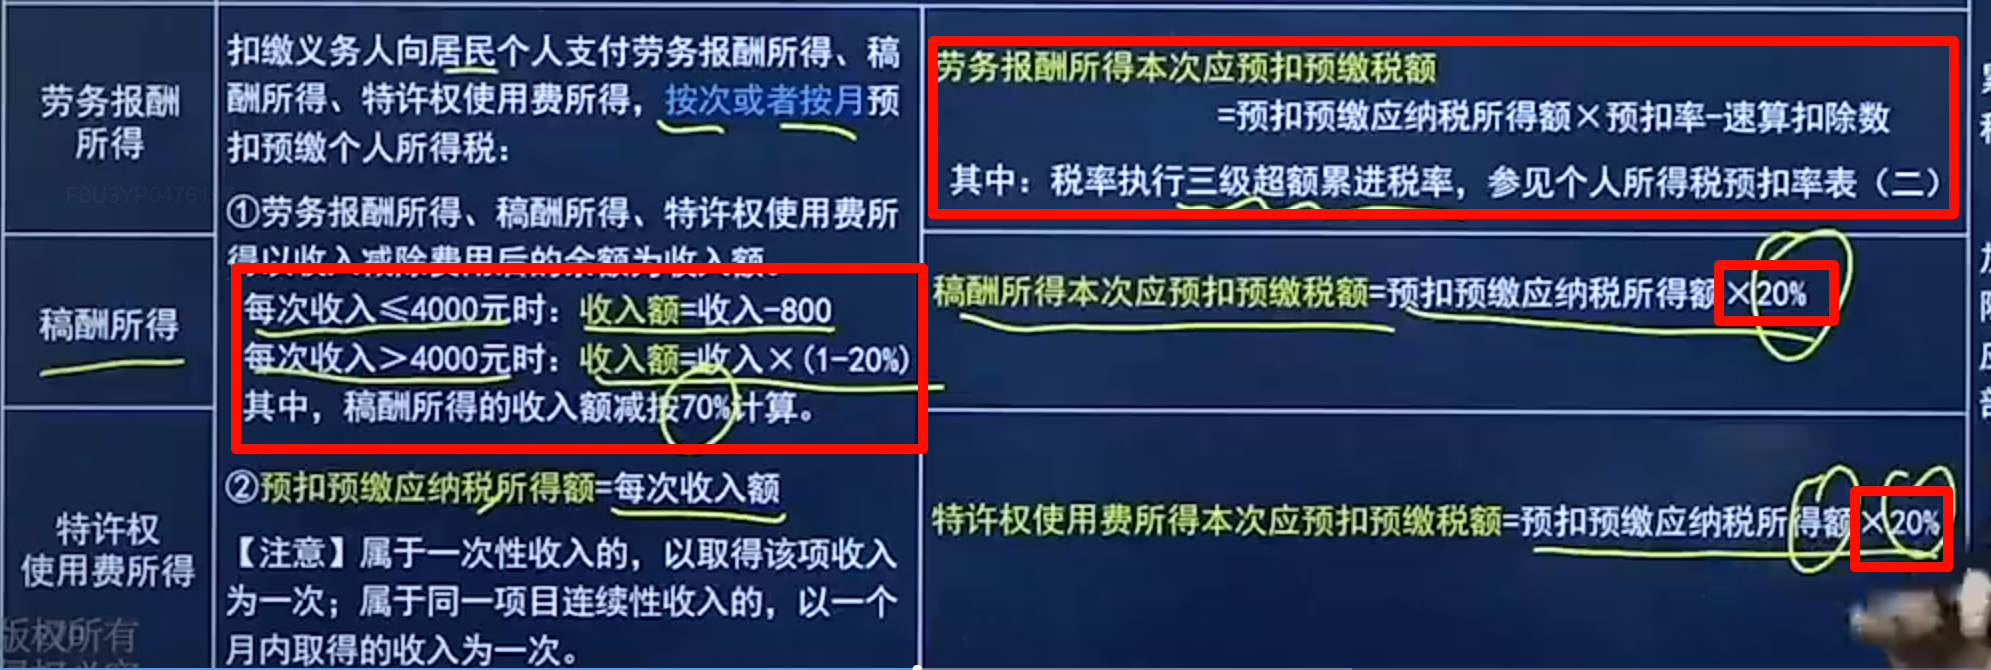 劳务报酬
所得
扣缴义务人向居民个人支付劳务报酬所得、稿
酬所得、特许权使用费所得，按次或者按月预
扣预缴个人所得税：
①劳务报酬所得、稿酬所得、特许权使用费所
得以收入减除费用后的余额为收入额。
每次收入≤4000元时：收入额=收入-800
每次收入＞4000元时：收入额=收入×(1-20%)
其中，稿酬所得的收入额减按70%计算。
②预扣预缴应纳税所得额=每次收入额
【注意】属于一次性收入的，以取得该项收入
为一次；属于同一项目连续性收入的，以一个
月内取得的收入为一次。
劳务报酬所得本次应预扣预缴税额
=预扣预缴应纳税所得额×预扣率-速算扣除数
其中：税率执行三级超额累进税率，参见个人所得税预扣率表（二）
稿酬所得
稿酬所得本次应预扣预缴税额=预扣预缴应纳税所得额×20%
特许权
使用费所得
特许权使用费所得本次应预扣预缴税额=预扣预缴应纳税所得额×20%
版权所有